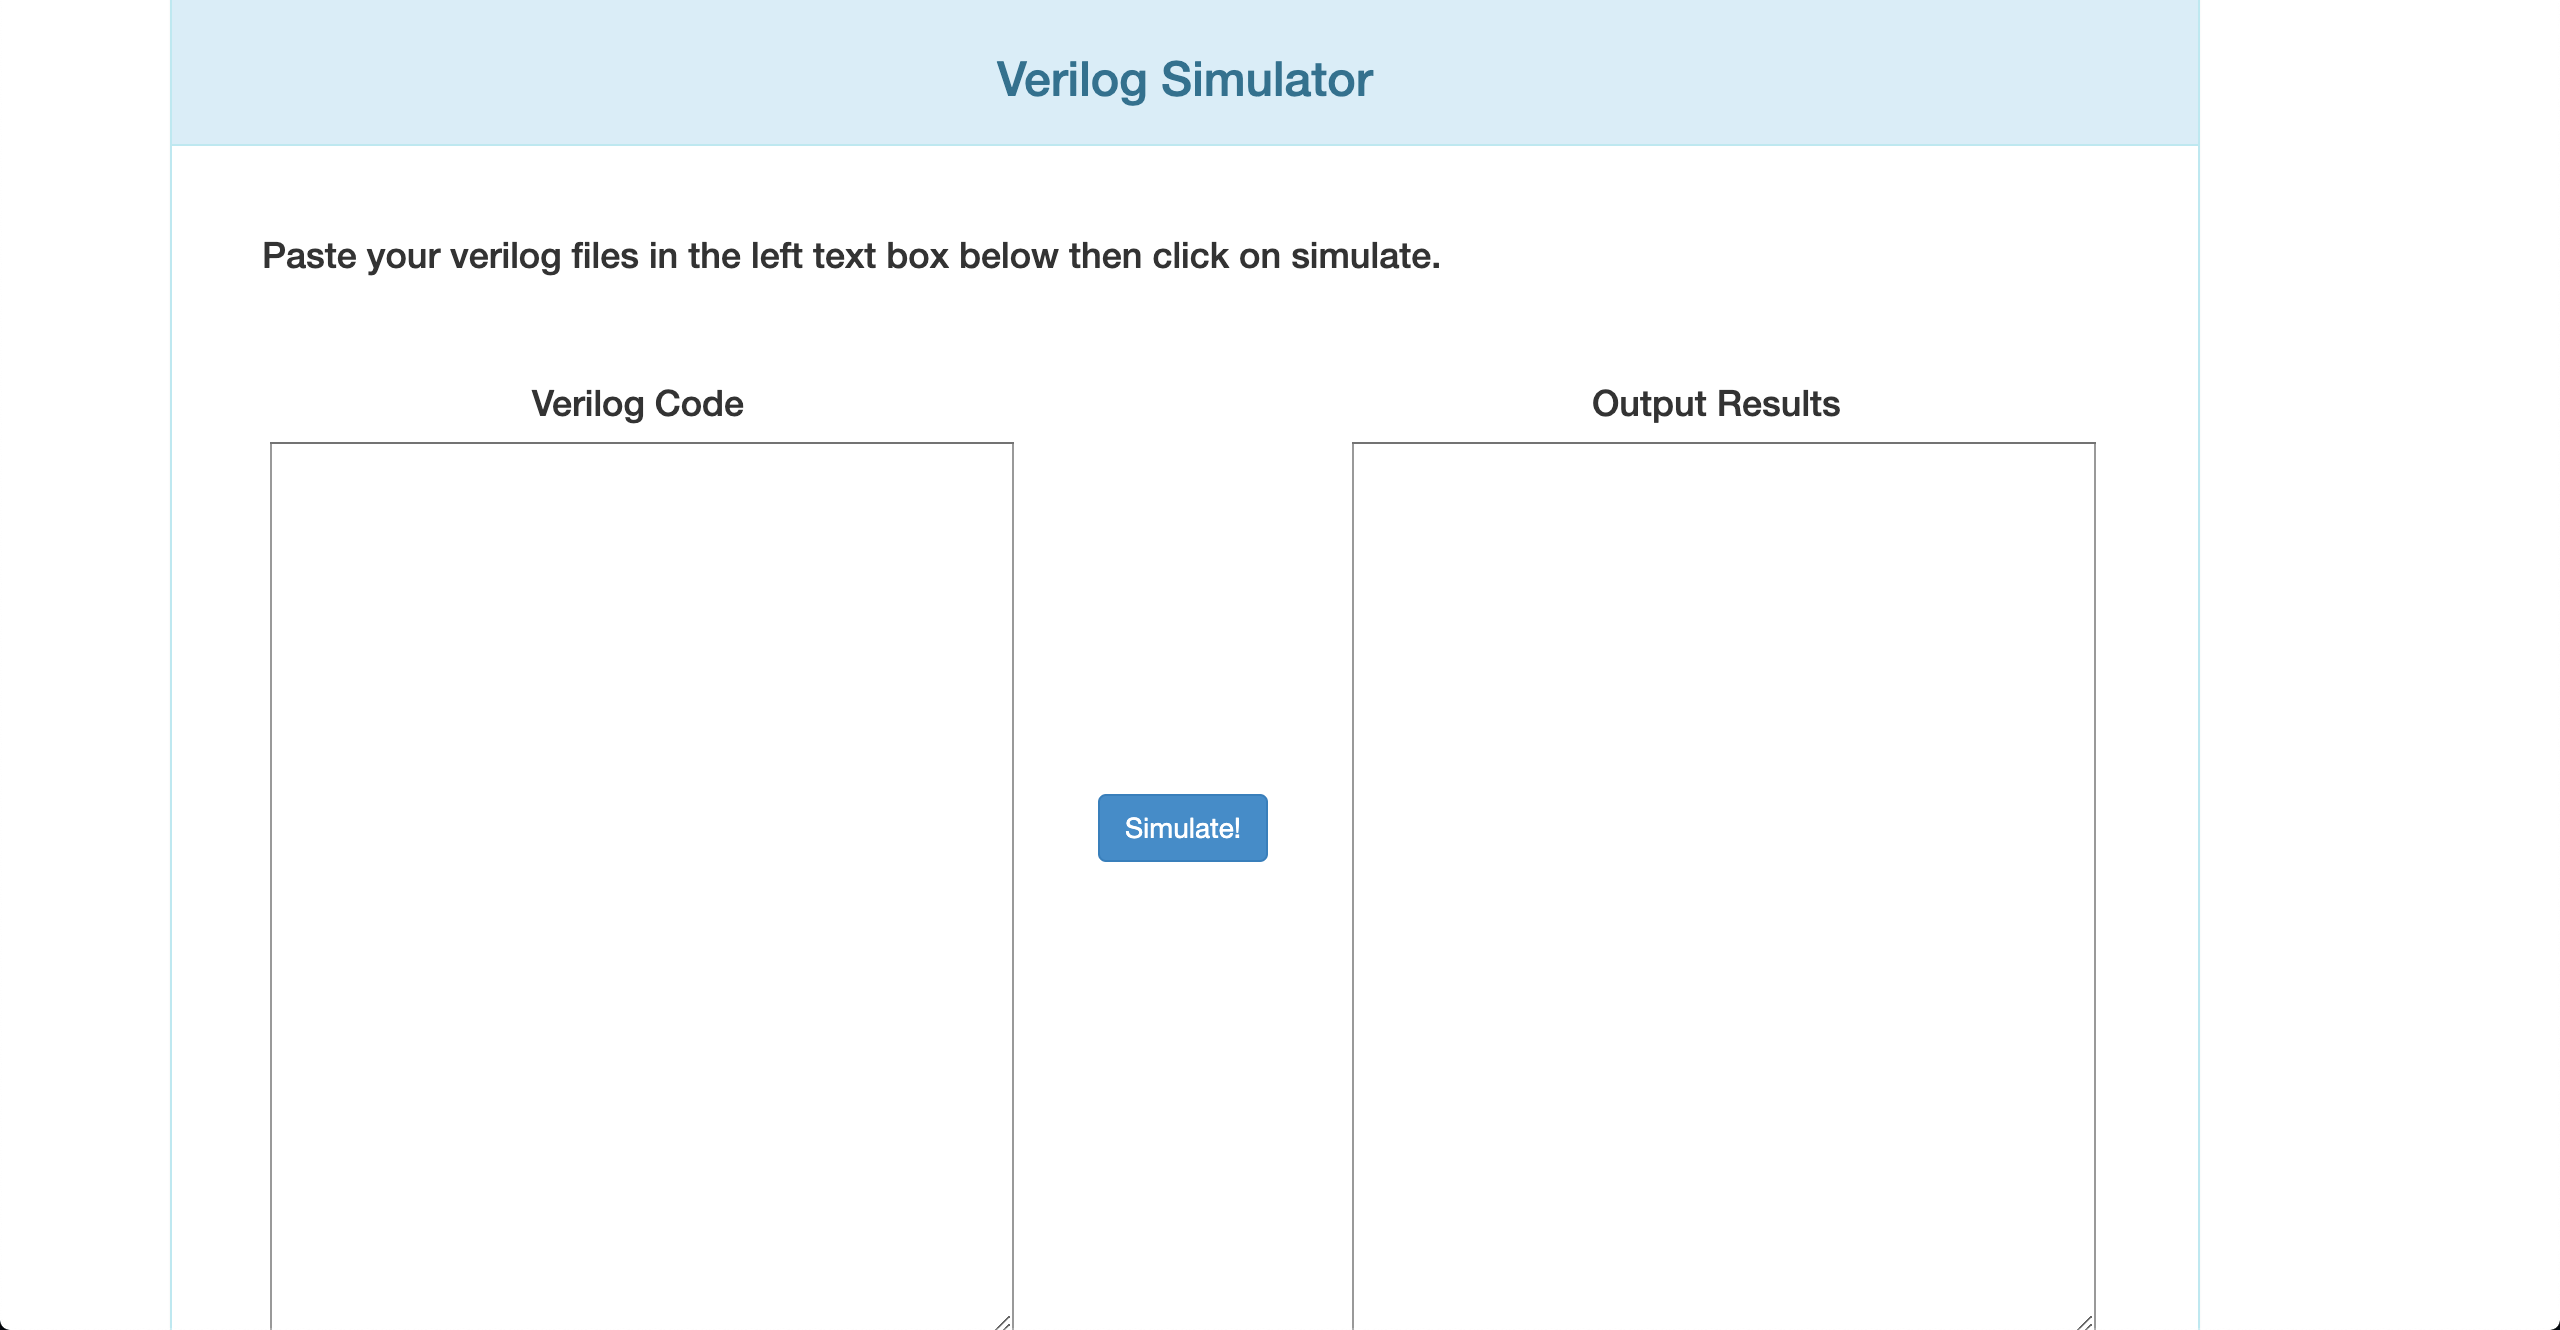 Verilog Simulator
Paste your verilog files in the left text box below then click on simulate.
Verilog Code
Output Results
Simulate!